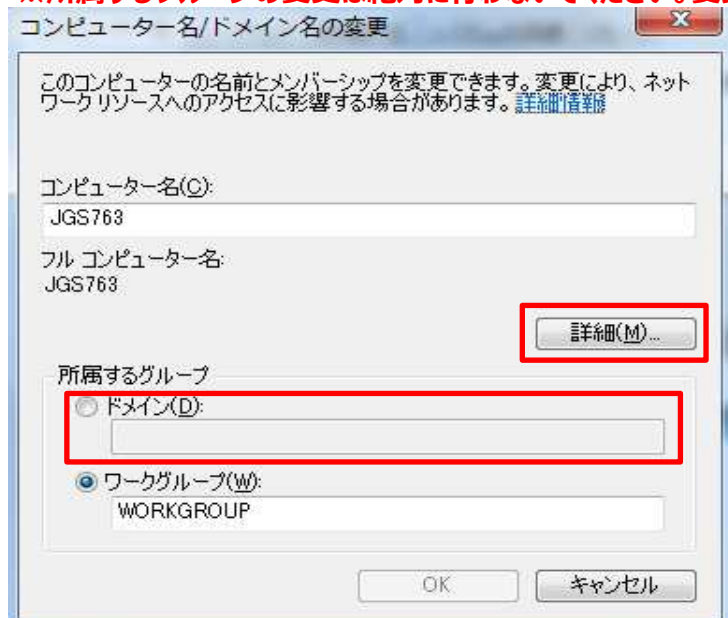 コンピューター名/ドメイン名の変更
このコンピューターの名前とメンバーシップを変更できます。変更により、ネット
ワーク リソースへのアクセスに影響する場合があります。詳細情報
コンピューター名(C):
JGS763
フル コンピューター名:
JGS763
詳細(M)...
所属するグループ
ドメイン(D):
ワークグループ(W):
WORKGROUP
OK
キャンセル